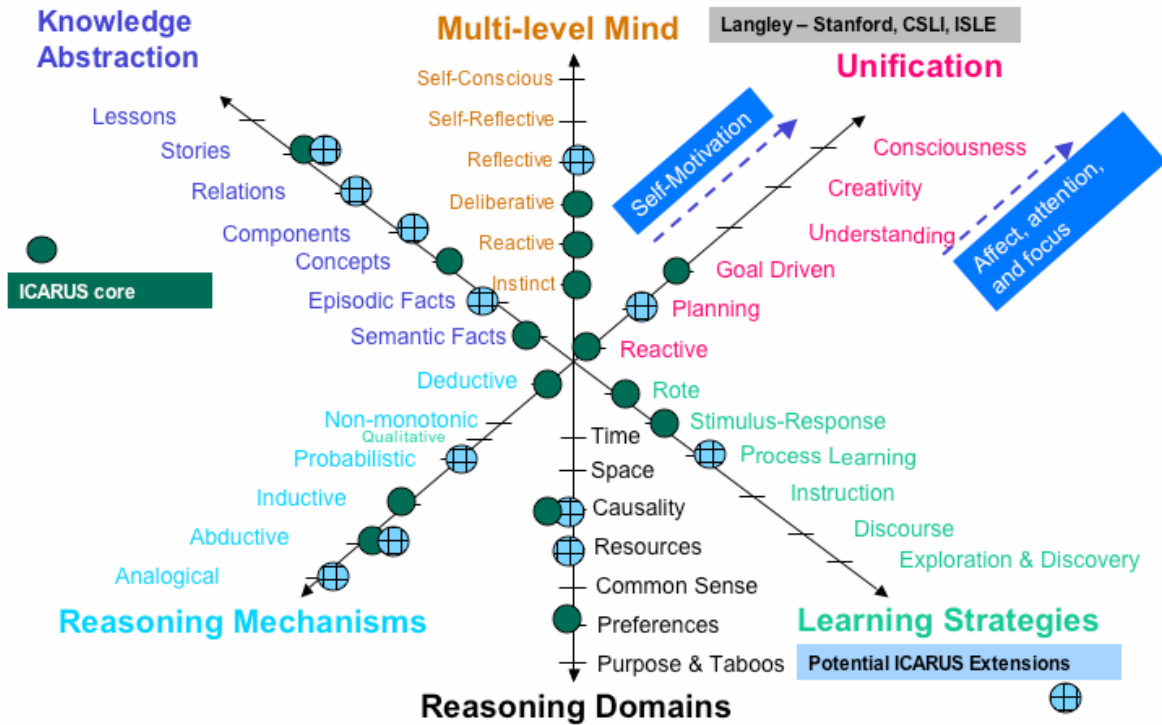 Knowledge
Abstraction
Multi-level Mind
Langley – Stanford, CSLI, ISLE
Unification
Lessons
Stories
Relations
Components
Concepts
Episodic Facts
Semantic Facts
Self-Conscious
Self-Reflective
Reflective
Deliberative
Reactive
Instinct
Self-Motivation
Consciousness
Creativity
Understanding
Goal Driven
Planning
Reactive
Affect, attention,
and focus
ICARUS core
Deductive
Non-monotonic
Qualitative
Probabilistic
Inductive
Abductive
Analogical
Reasoning Mechanisms
Time
Space
Causality
Resources
Common Sense
Preferences
Purpose & Taboos
Reasoning Domains
Rote
Stimulus-Response
Process Learning
Instruction
Discourse
Exploration & Discovery
Learning Strategies
Potential ICARUS Extensions